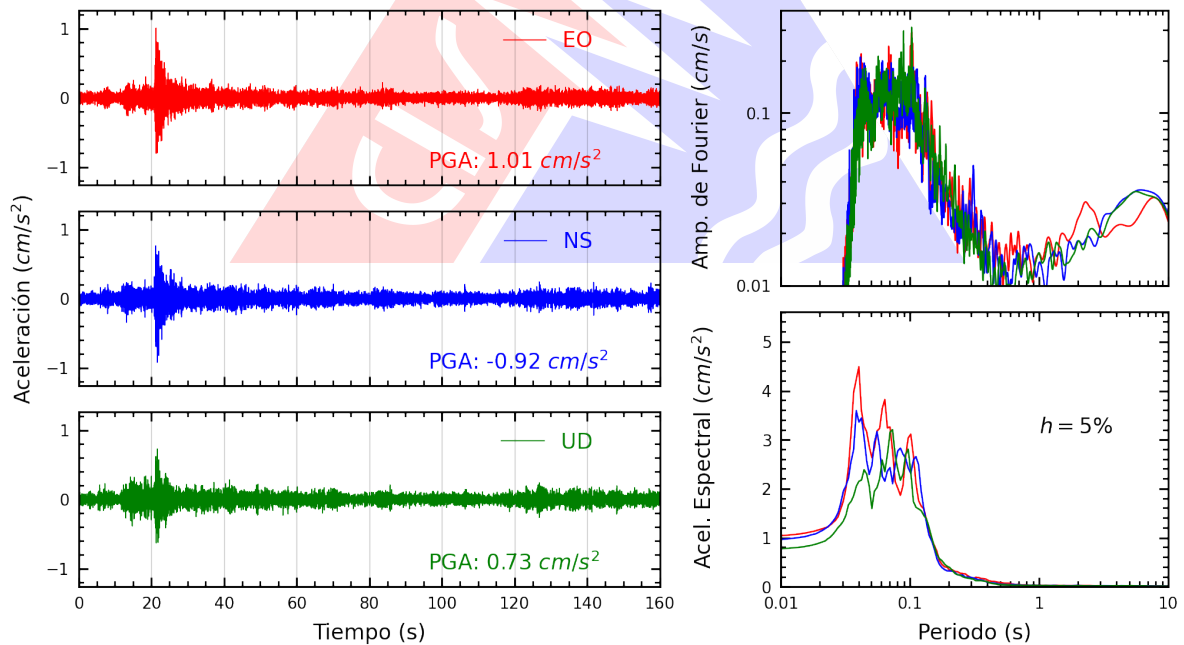 Aceleración (cm/s²)
1
0
−1
EO
PGA: 1.01 cm/s²
1
0
−1
NS
PGA: -0.92 cm/s²
1
0
−1
UD
PGA: 0.73 cm/s²
0 20 40 60 80 100 120 140 160
Tiempo (s)
Amp. de Fourier (cm/s)
0.1
0.01
Acel. Espectral (cm/s²)
5
4
3
2
1
0
h = 5%
0.01 0.1 1 10
Periodo (s)